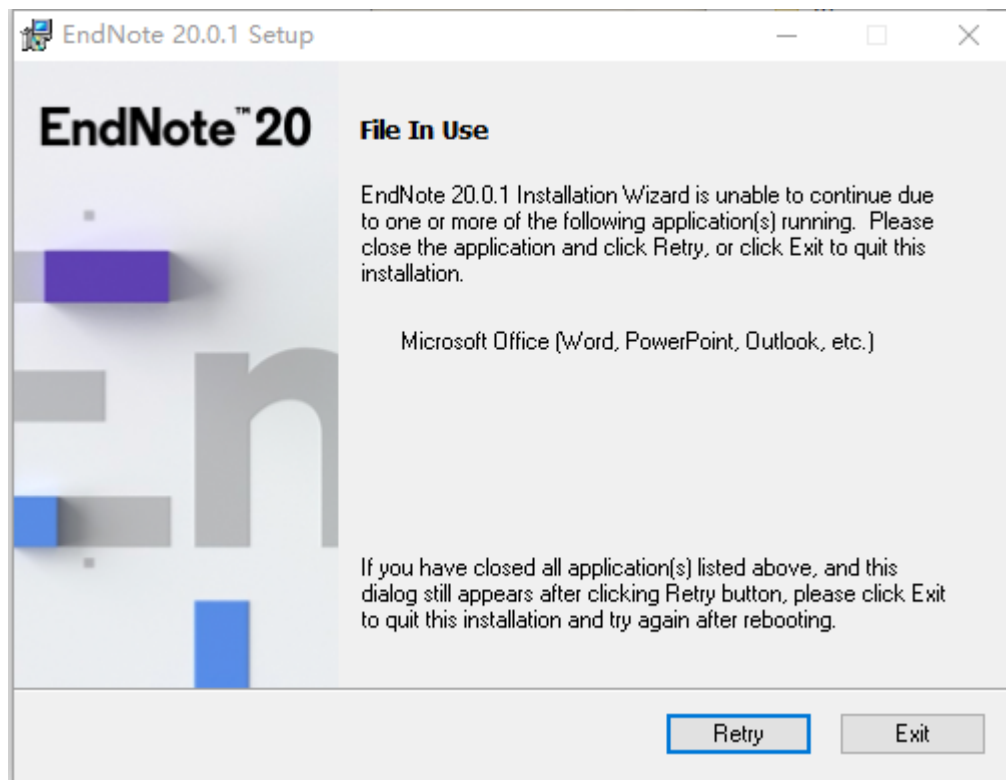 EndNote 20.0.1 Setup
EndNote™20
File In Use
EndNote 20.0.1 Installation Wizard is unable to continue due
to one or more of the following application(s) running.  Please
close the application and click Retry, or click Exit to quit this
installation.
Microsoft Office (Word, PowerPoint, Outlook, etc.)
If you have closed all application(s) listed above, and this
dialog still appears after clicking Retry button, please click Exit
to quit this installation and try again after rebooting.
Retry
Exit